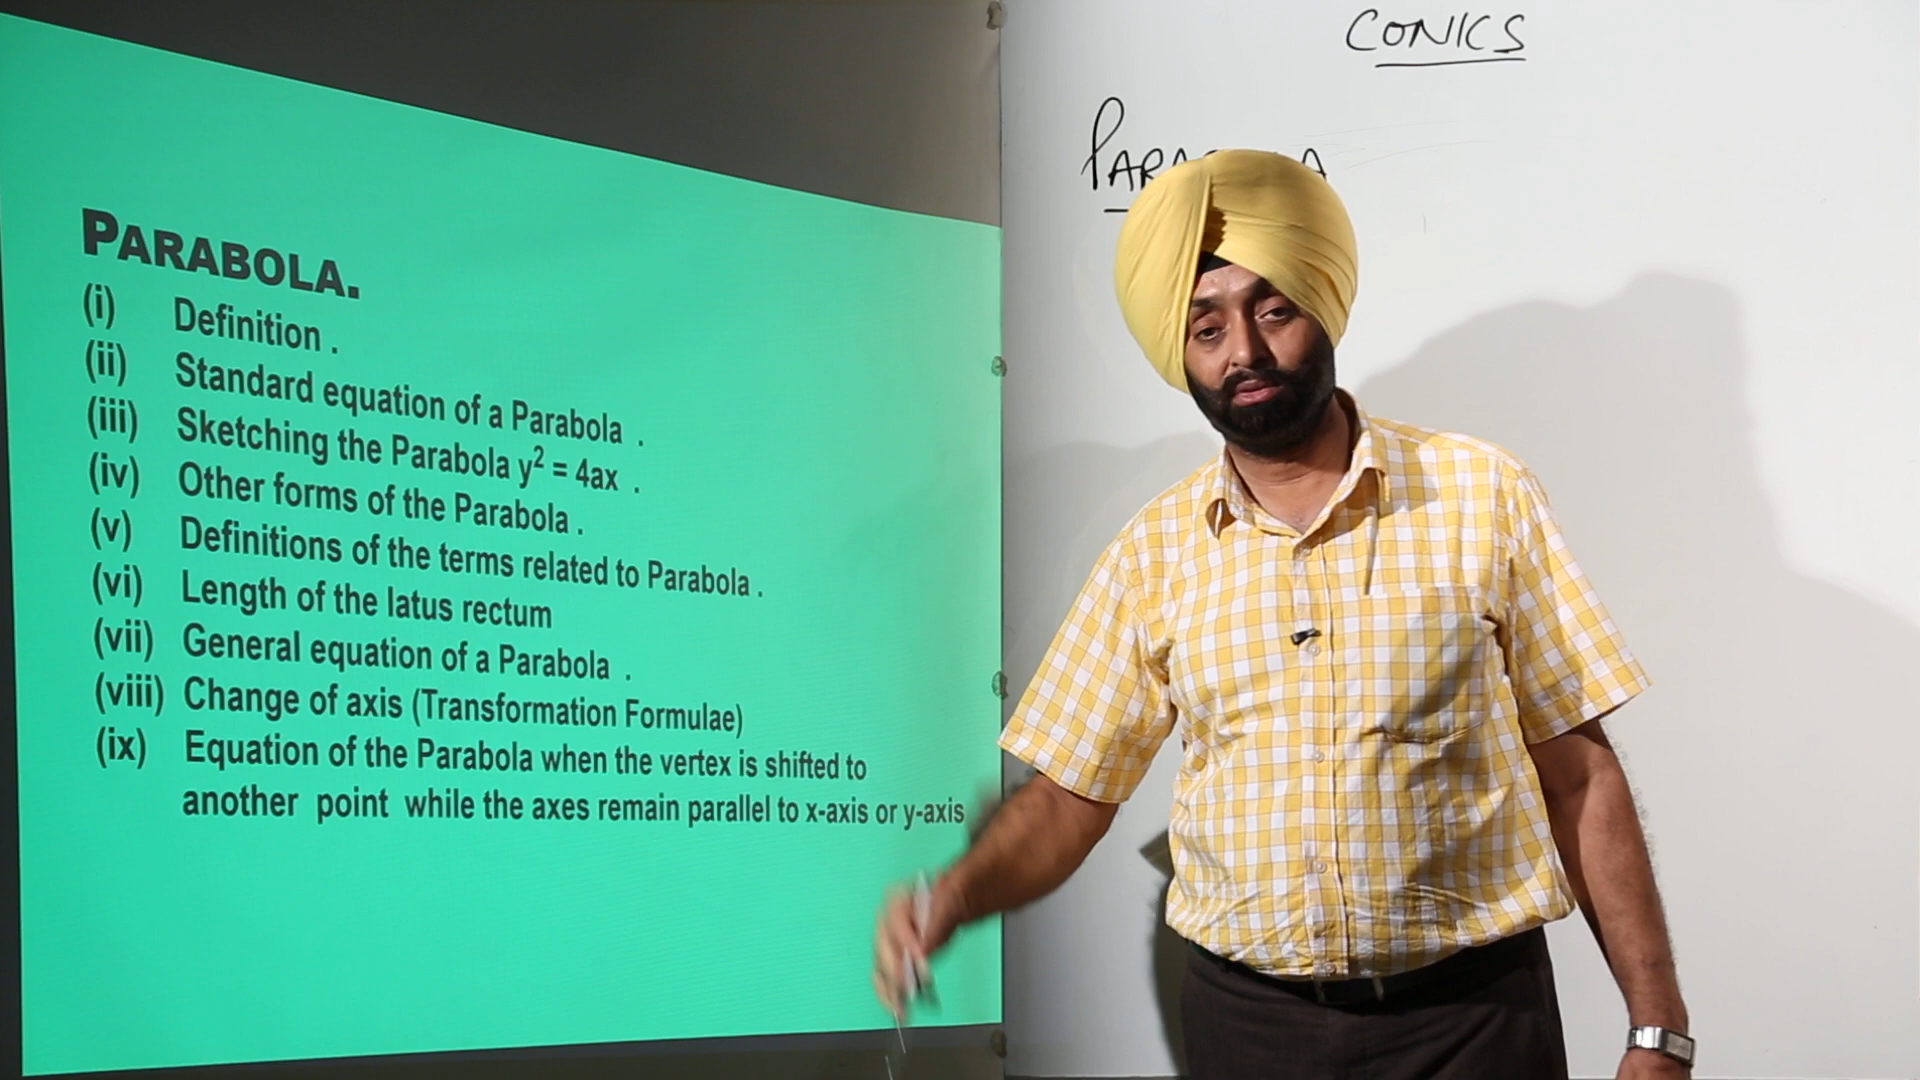 PARABOLA.
(i) Definition .
(ii) Standard equation of a Parabola .
(iii) Sketching the Parabola y² = 4ax .
(iv) Other forms of the Parabola .
(v) Definitions of the terms related to Parabola .
(vi) Length of the latus rectum
(vii) General equation of a Parabola .
(viii) Change of axis (Transformation Formulae)
(ix) Equation of the Parabola when the vertex is shifted to
another point while the axes remain parallel to x-axis or y-axis
CONICS